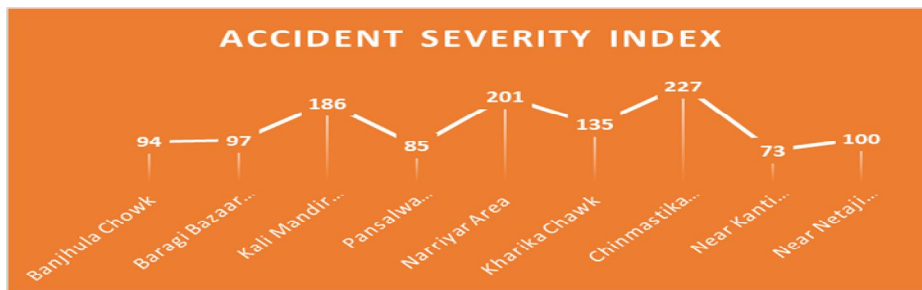 ACCIDENT SEVERITY INDEX
94
97
186
85
201
135
227
73
100
Banjhula Chowk
Baragi Bazaar...
Kali Mandir...
Pansalwa...
Narriyar Area
Kharika Chawk
Chinmastika...
Near Kanti...
Near Netaji...